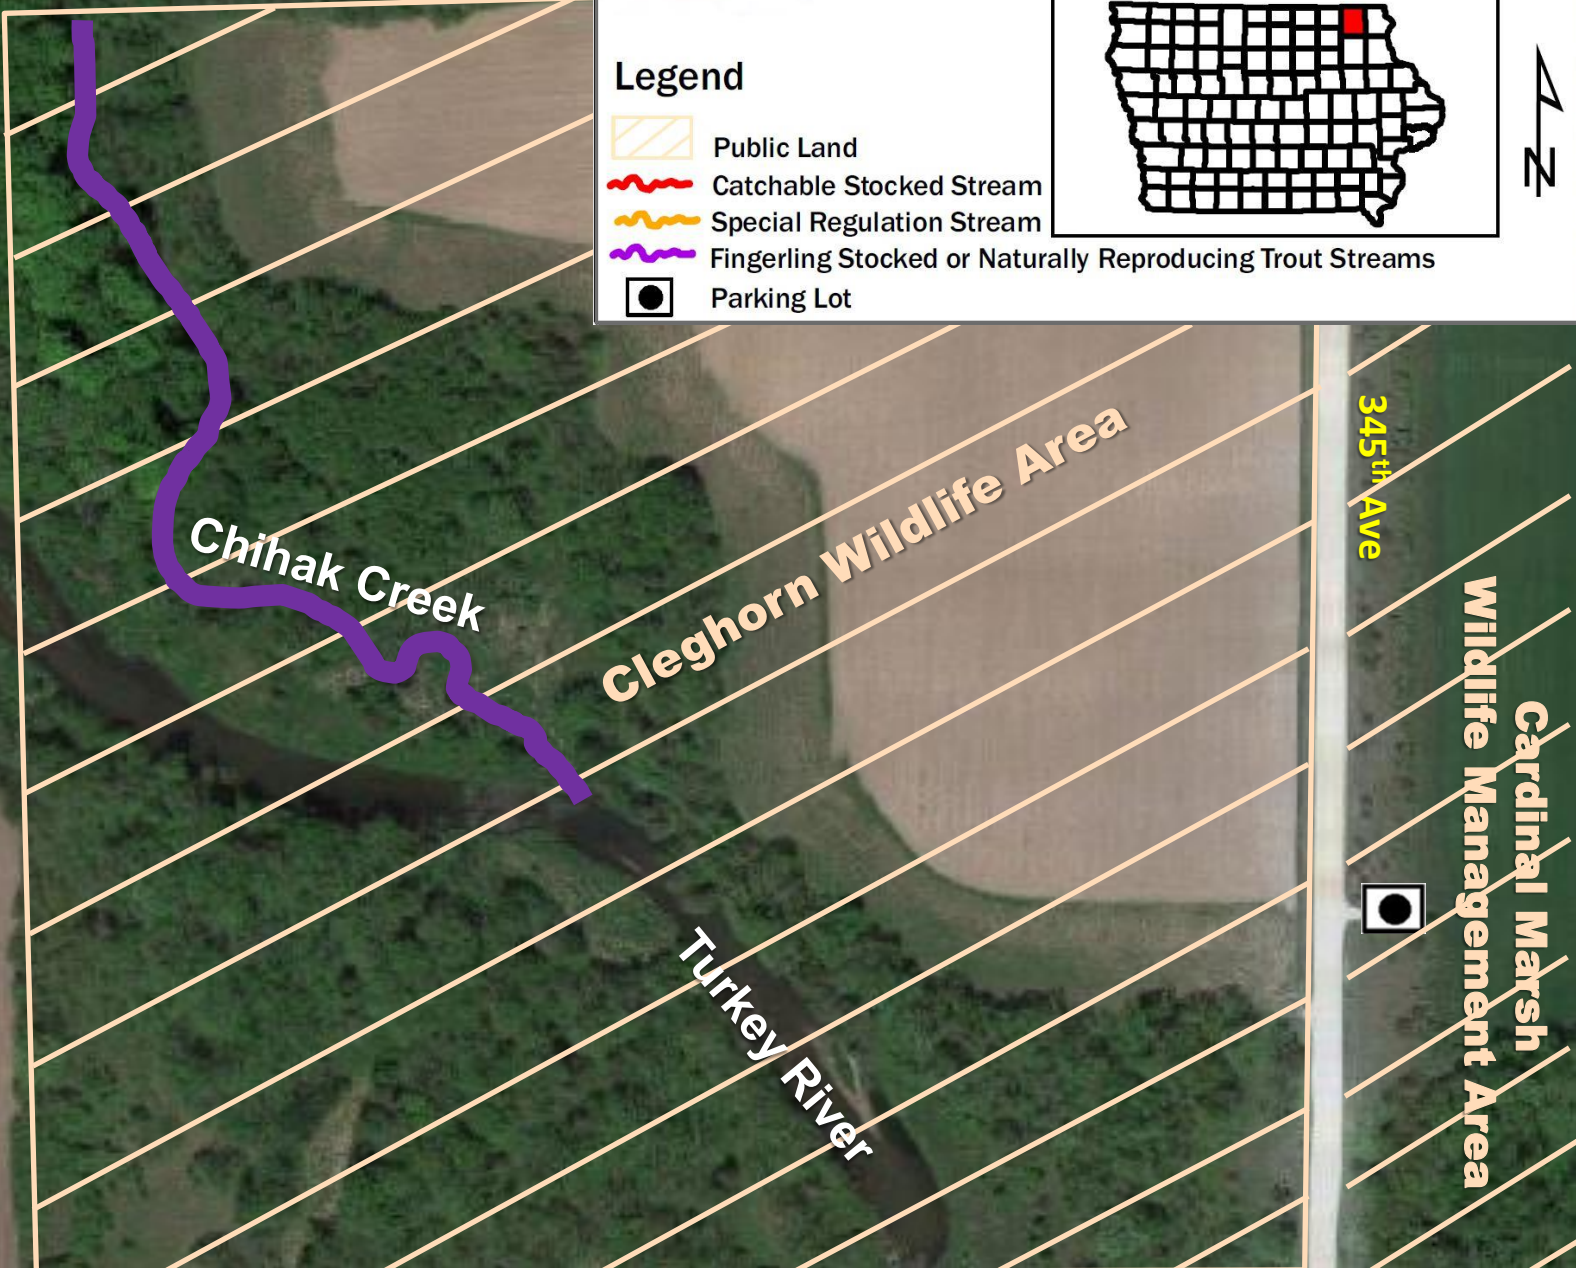 Legend
Public Land
Catchable Stocked Stream
Special Regulation Stream
Fingerling Stocked or Naturally Reproducing Trout Streams
Parking Lot
N
345th Ave
Chihak Creek
Cleghorn Wildlife Area
Cardinal Marsh
Wildlife Management Area
Turkey River